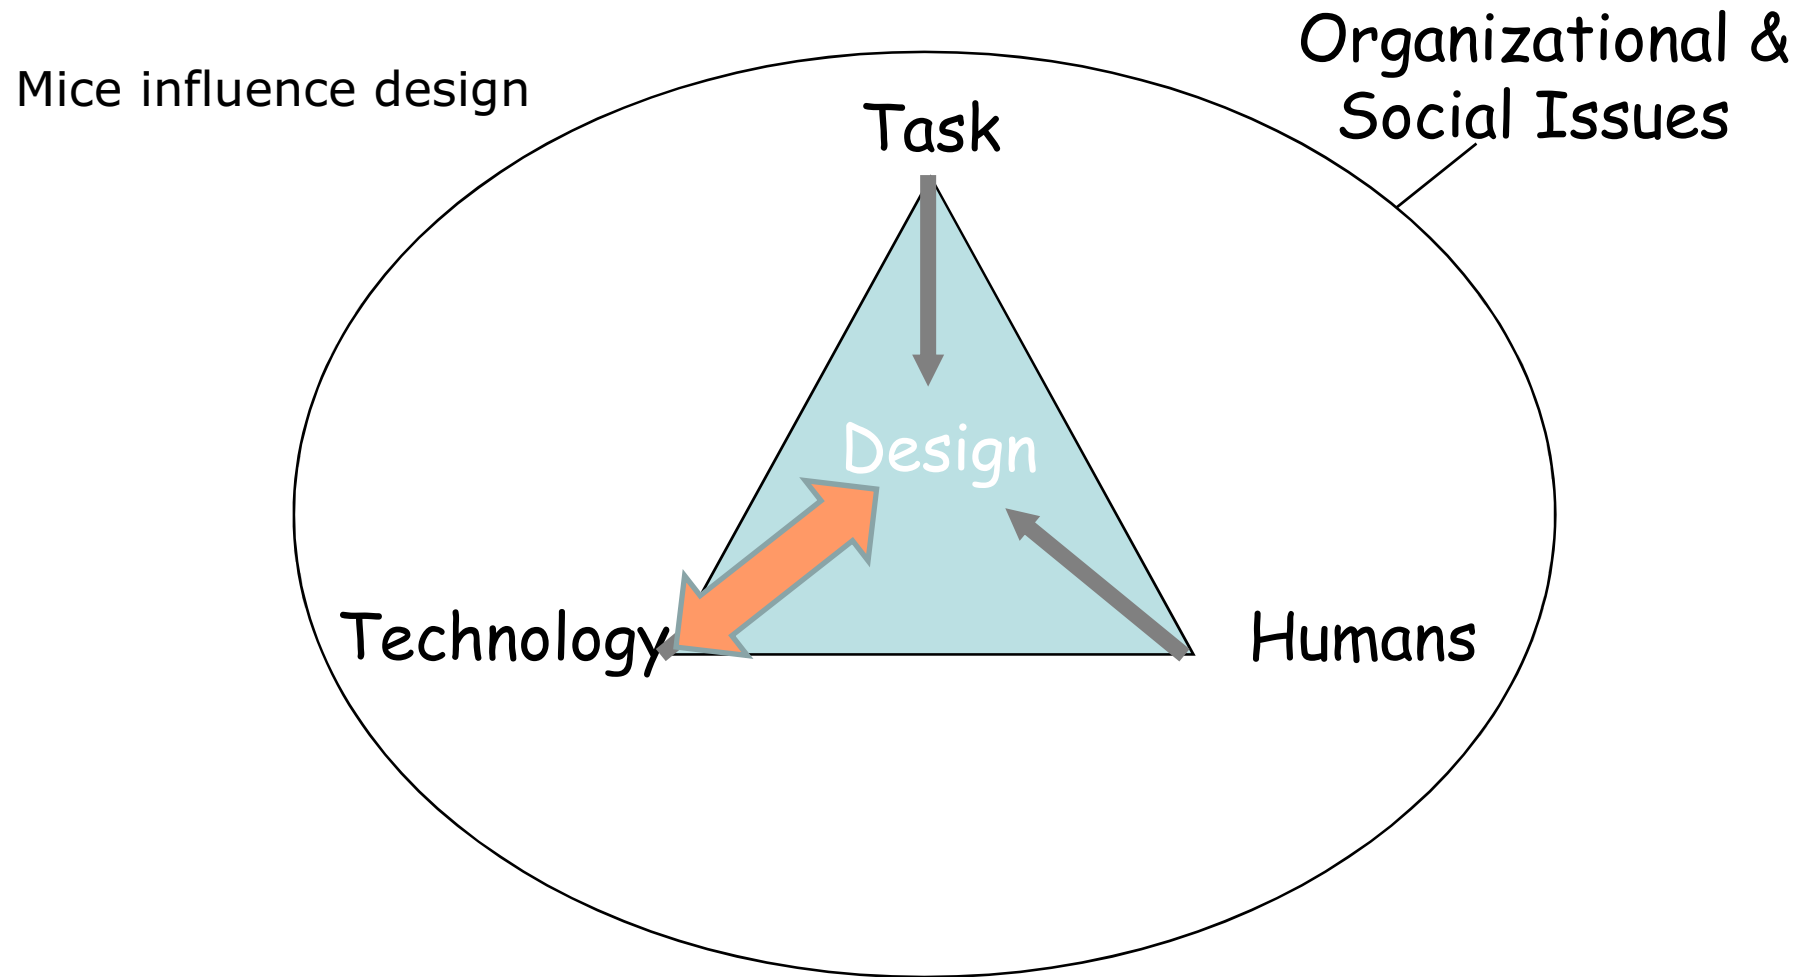 Organizational &
Social Issues
Mice influence design
Task
Design
Technology
Humans